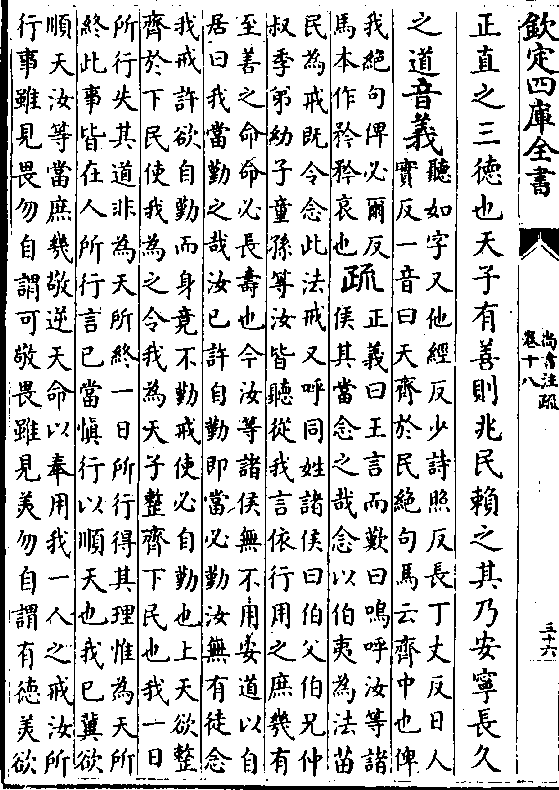 欽定四庫全書
尚書注疏
卷十八
三十六
正直之三德也天子有善則兆民賴之其乃安寧長久
之道音義聽如字又他經反少詩照反長丁丈反日人
實反一音曰天齊於民絕句馬云齊中也俾
我絕句俾必爾反
馬本作矜矜哀也
疏正義曰王言而歎曰嗚呼汝等諸
侯其當念之哉念以伯夷為法苗
民為戒既令念此法戒又呼同姓諸侯曰伯父伯兄仲
叔季弟幼子童孫等汝皆聽從我言依行用之庶幾有
至善之命命必長壽也今汝等諸侯無不用安道以自
居曰我當勤之哉汝已許自勤即當必勤汝無有徒念
我戒許欲自勤而身竟不勤戒使必自勤也上天欲整
齊於下民使我為之令我為天子整齊下民也我一日
所行失其道非為天所終一日所行得其理惟為天所
終此事皆在人所行言已當慎行以順天也我已冀欲
順天汝等當庶幾敬逆天命以奉用我一人之戒汝所
行事雖見畏勿自謂可敬畏雖見美勿自謂有德美欲